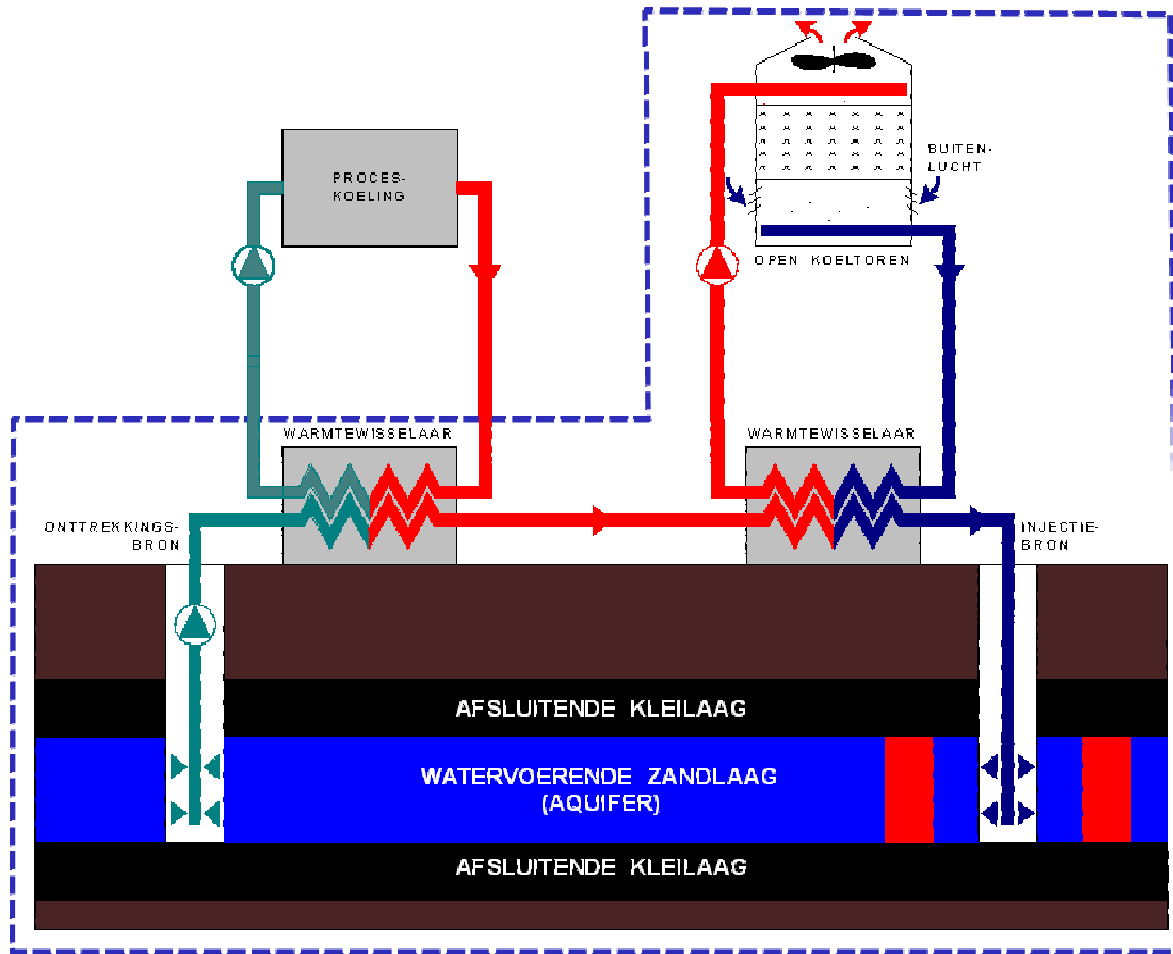 BUITEN-
LUCHT
PROCES-
KOELING
OPEN KOELTOREN
WARMTEWISSELAAR
WARMTEWISSELAAR
ONTTREKKINGS-
BRON
INJECTIE-
BRON
AFSLUITENDE KLEILAAG
WATERVOERENDE ZANDLAAG
(AQUIFER)
AFSLUITENDE KLEILAAG